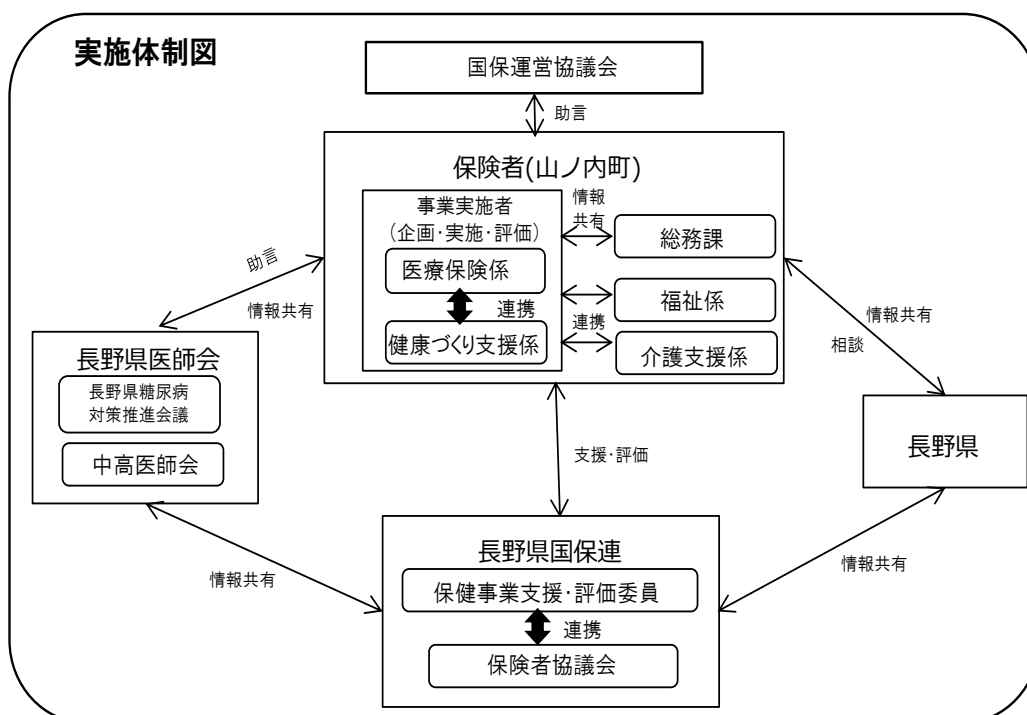 実施体制図
国保運営協議会
助言
保険者(山ノ内町)
事業実施者
(企画・実施・評価)
医療保険係
連携
健康づくり支援係
情報
共有
総務課
福祉係
連携
介護支援係
助言
情報共有
長野県医師会
長野県糖尿病
対策推進会議
中高医師会
情報共有
相談
長野県
支援・評価
情報共有
情報共有
長野県国保連
保健事業支援・評価委員
連携
保険者協議会